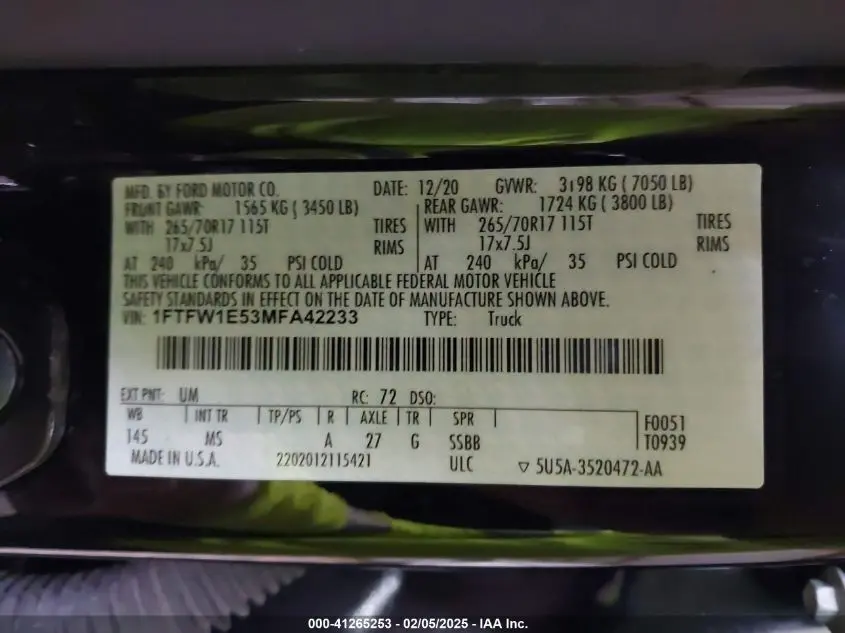 MFD. BY FORD MOTOR CO. DATE: 12/20 GVWR: 3198 KG ( 7050 LB)
FRONT GAWR: 1565 KG ( 3450 LB) REAR GAWR: 1724 KG ( 3800 LB)
WITH 265/70R17 115T TIRES WITH 265/70R17 115T TIRES
17x7.5J RIMS 17x7.5J RIMS
AT 240 kPa/ 35 PSI COLD AT 240 kPa/ 35 PSI COLD
THIS VEHICLE CONFORMS TO ALL APPLICABLE FEDERAL MOTOR VEHICLE
SAFETY STANDARDS IN EFFECT ON THE DATE OF MANUFACTURE SHOWN ABOVE.
VIN: 1FTFW1E53MFA42233 TYPE: Truck
EXT PNT: UM RC: 72 DSO:
WB INT TR TP/PS R AXLE TR SPR F0051
145 MS A 27 G SSBB T0939
MADE IN U.S.A. 2202012115421 ULC ▽ 5U5A-3520472-AA
000-41265253 - 02/05/2025 - IAA Inc.